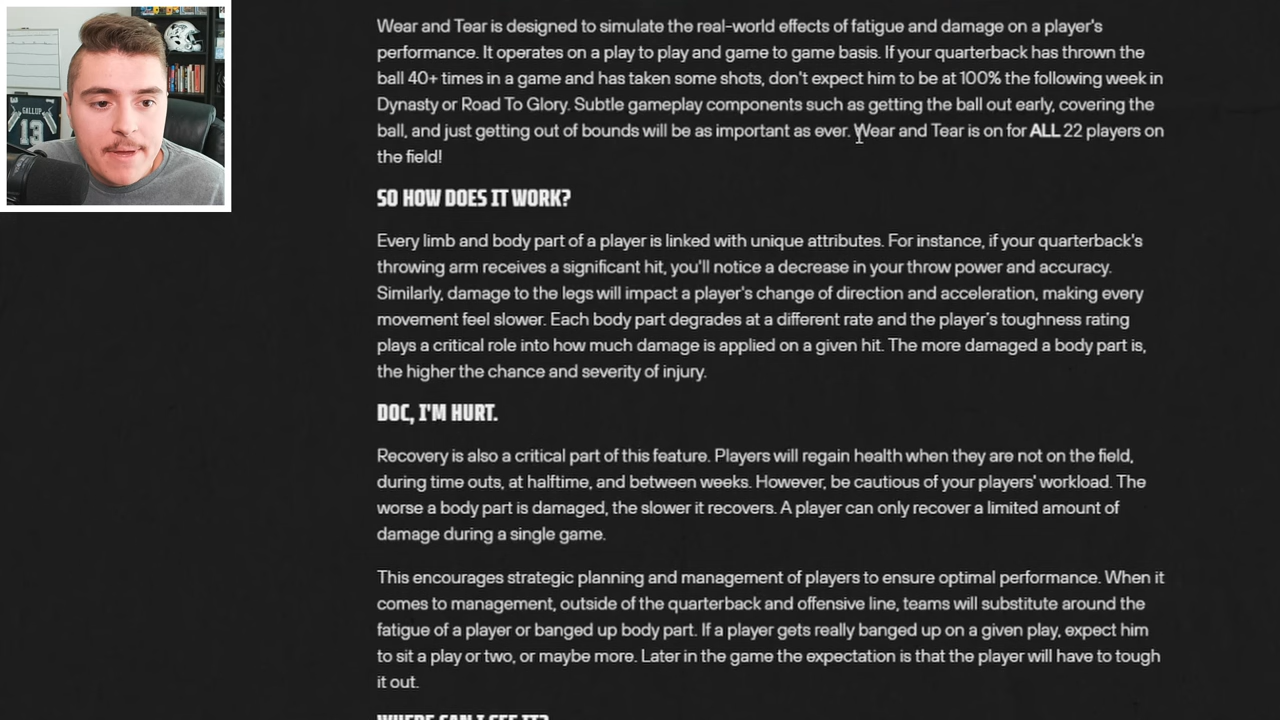 GALLUP
13
Wear and Tear is designed to simulate the real-world effects of fatigue and damage on a player's
performance. It operates on a play to play and game to game basis. If your quarterback has thrown the
ball 40+ times in a game and has taken some shots, don't expect him to be at 100% the following week in
Dynasty or Road To Glory. Subtle gameplay components such as getting the ball out early, covering the
ball, and just getting out of bounds will be as important as ever. Wear and Tear is on for ALL 22 players on
the field!
SO HOW DOES IT WORK?
Every limb and body part of a player is linked with unique attributes. For instance, if your quarterback's
throwing arm receives a significant hit, you'll notice a decrease in your throw power and accuracy.
Similarly, damage to the legs will impact a player's change of direction and acceleration, making every
movement feel slower. Each body part degrades at a different rate and the player's toughness rating
plays a critical role into how much damage is applied on a given hit. The more damaged a body part is,
the higher the chance and severity of injury.
DOC, I'M HURT.
Recovery is also a critical part of this feature. Players will regain health when they are not on the field,
during time outs, at halftime, and between weeks. However, be cautious of your players' workload. The
worse a body part is damaged, the slower it recovers. A player can only recover a limited amount of
damage during a single game.
This encourages strategic planning and management of players to ensure optimal performance. When it
comes to management, outside of the quarterback and offensive line, teams will substitute around the
fatigue of a player or banged up body part. If a player gets really banged up on a given play, expect him
to sit a play or two, or maybe more. Later in the game the expectation is that the player will have to tough
it out.
WHERE CAN I SEE IT?